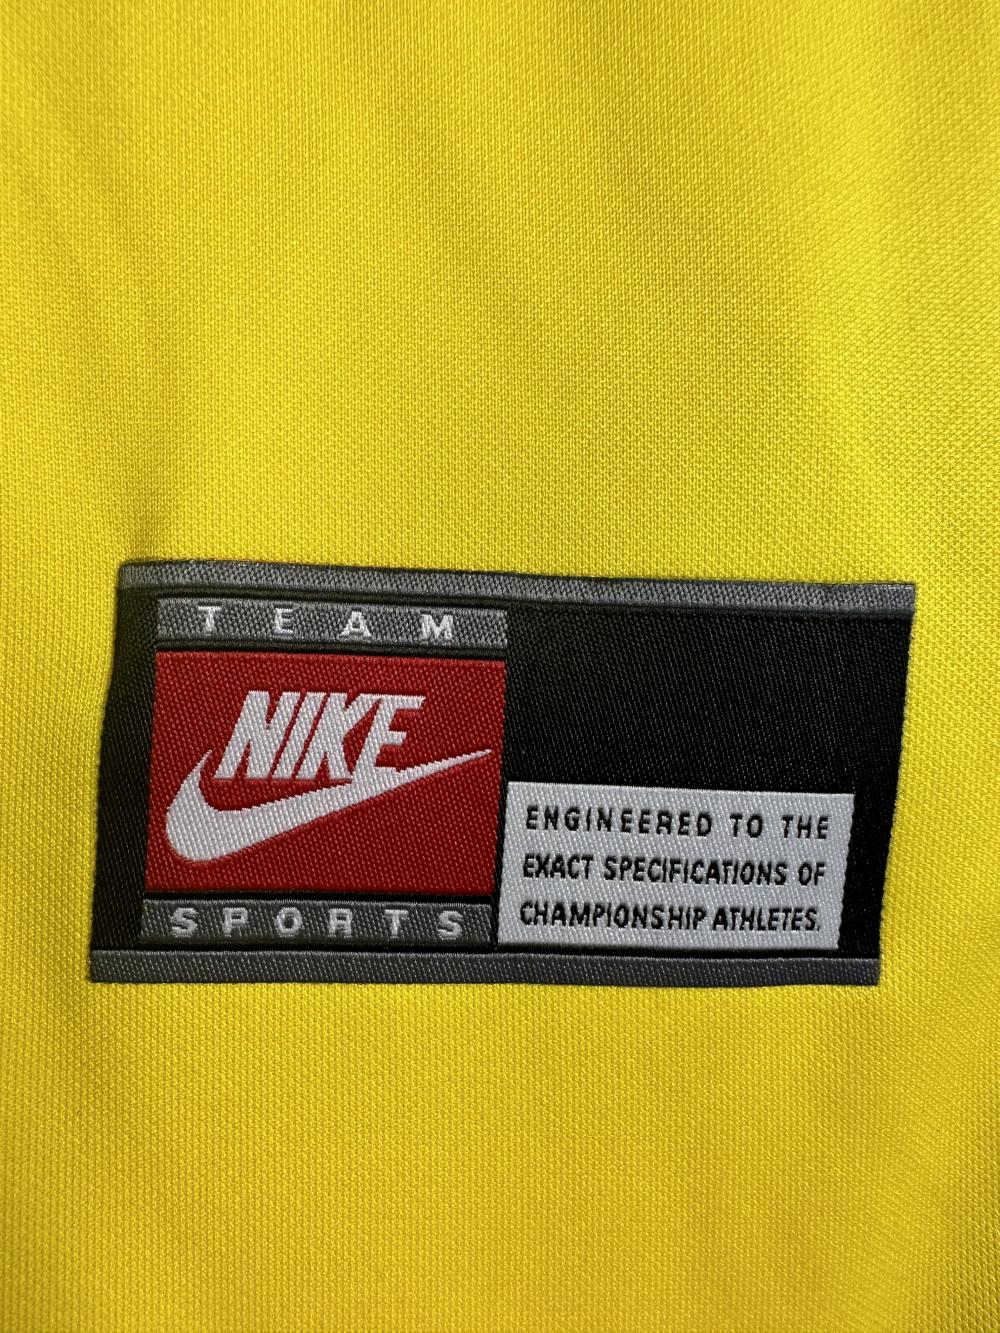 TEAM
NIKE
SPORTS
ENGINEERED TO THE
EXACT SPECIFICATIONS OF
CHAMPIONSHIP ATHLETES.